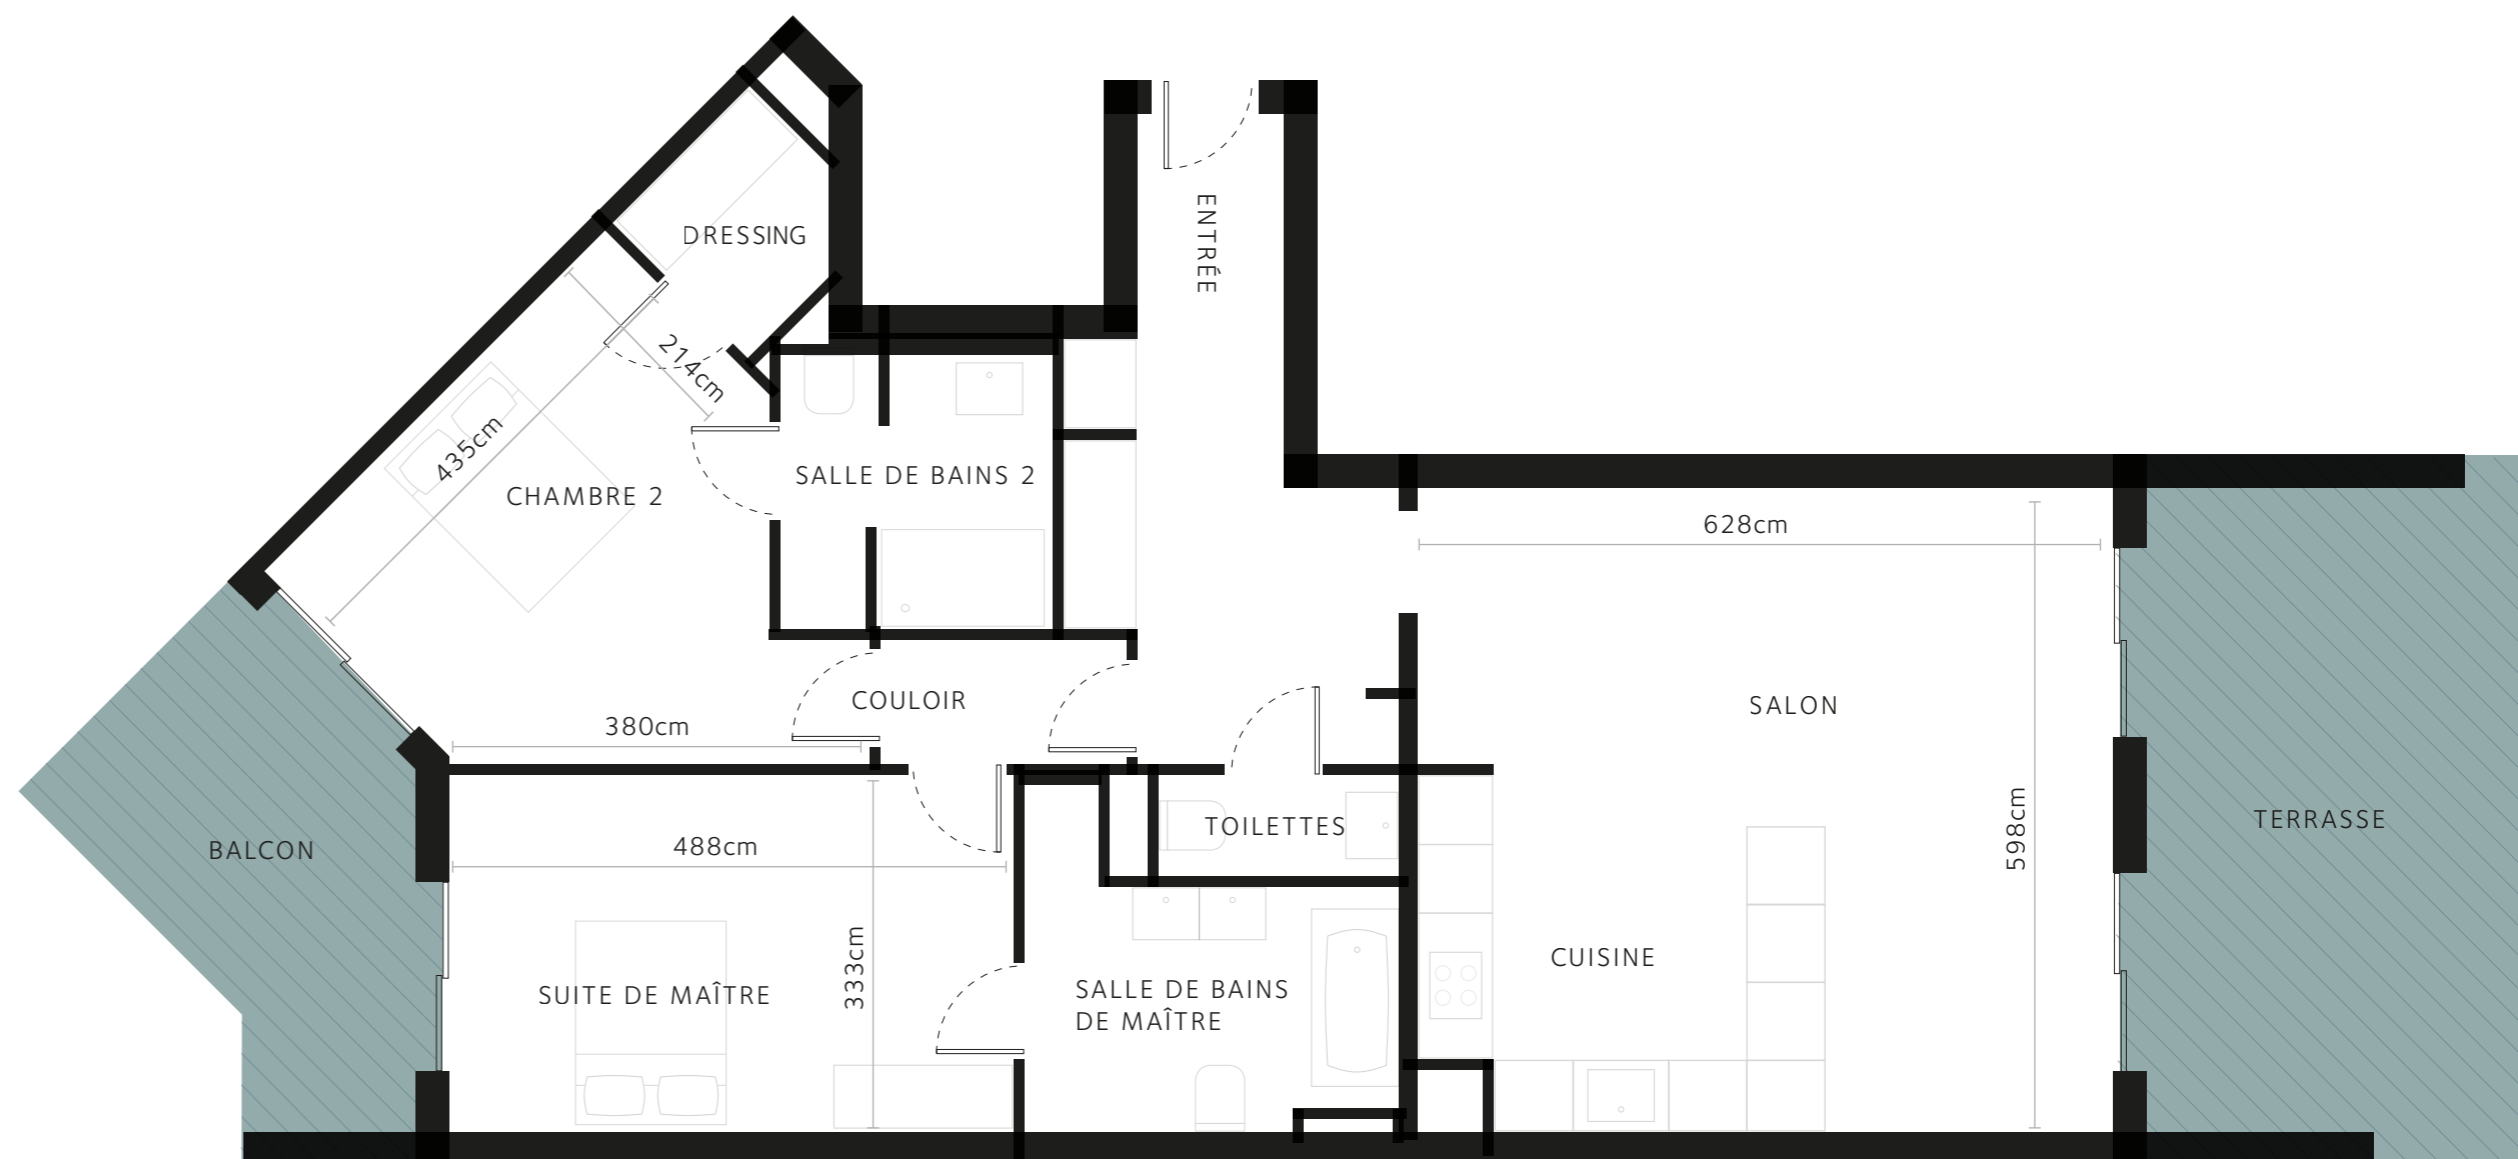 ENTRÉE
DRESSING
214cm
435cm
CHAMBRE 2
SALLE DE BAINS 2
628cm
COULOIR
SALON
380cm
TOILETTES
TERRASSE
598cm
BALCON
488cm
333cm
CUISINE
SUITE DE MAÎTRE
SALLE DE BAINS
DE MAÎTRE